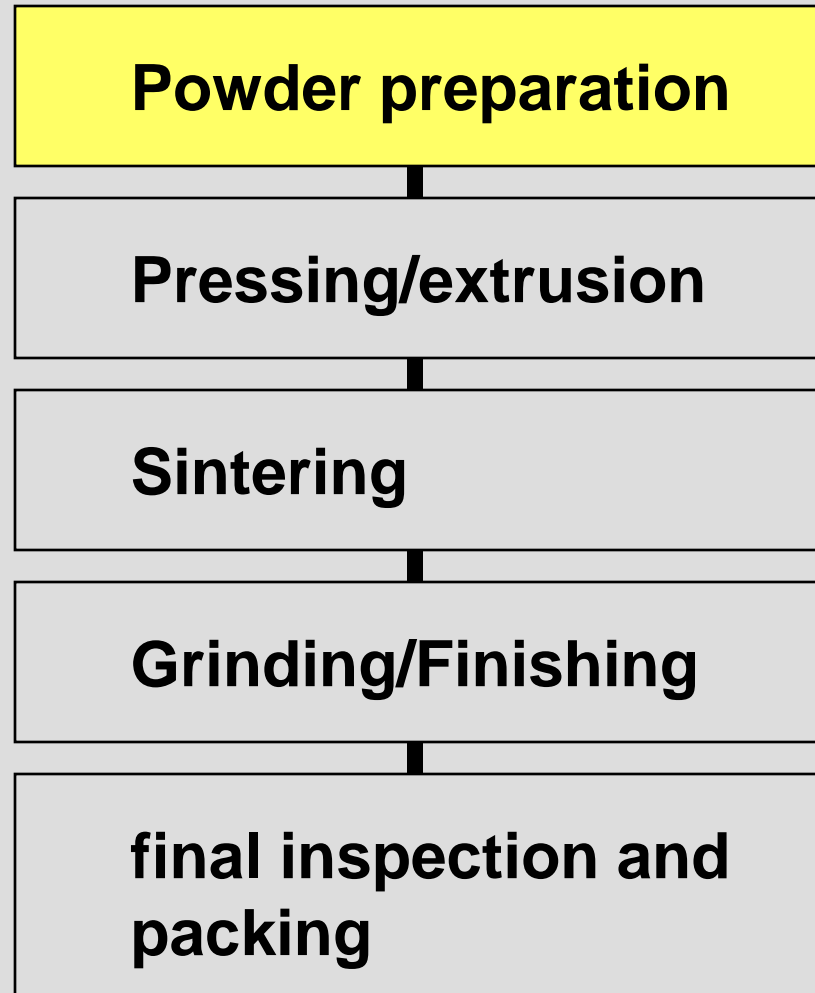 Powder preparation
Pressing/extrusion
Sintering
Grinding/Finishing
final inspection and
packing